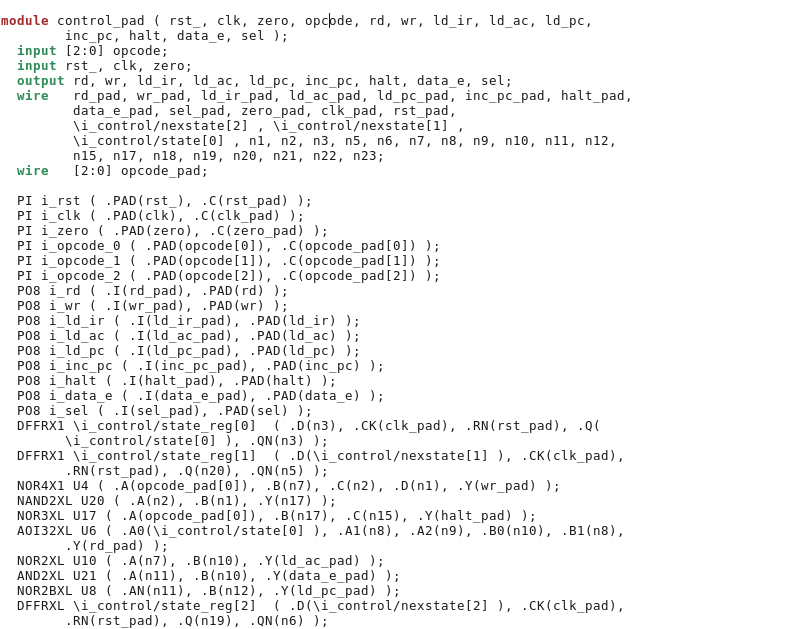 module control_pad ( rst_, clk, zero, opcode, rd, wr, ld_ir, ld_ac, ld_pc,
        inc_pc, halt, data_e, sel );
  input [2:0] opcode;
  input rst_, clk, zero;
  output rd, wr, ld_ir, ld_ac, ld_pc, inc_pc, halt, data_e, sel;
  wire   rd_pad, wr_pad, ld_ir_pad, ld_ac_pad, ld_pc_pad, inc_pc_pad, halt_pad,
         data_e_pad, sel_pad, zero_pad, clk_pad, rst_pad,
         \i_control/nexstate[2] , \i_control/nexstate[1] ,
         \i_control/state[0] , n1, n2, n3, n5, n6, n7, n8, n9, n10, n11, n12,
         n15, n17, n18, n19, n20, n21, n22, n23;
  wire   [2:0] opcode_pad;
  PI i_rst ( .PAD(rst_), .C(rst_pad) );
  PI i_clk ( .PAD(clk), .C(clk_pad) );
  PI i_zero ( .PAD(zero), .C(zero_pad) );
  PI i_opcode_0 ( .PAD(opcode[0]), .C(opcode_pad[0]) );
  PI i_opcode_1 ( .PAD(opcode[1]), .C(opcode_pad[1]) );
  PI i_opcode_2 ( .PAD(opcode[2]), .C(opcode_pad[2]) );
  PO8 i_rd ( .I(rd_pad), .PAD(rd) );
  PO8 i_wr ( .I(wr_pad), .PAD(wr) );
  PO8 i_ld_ir ( .I(ld_ir_pad), .PAD(ld_ir) );
  PO8 i_ld_ac ( .I(ld_ac_pad), .PAD(ld_ac) );
  PO8 i_ld_pc ( .I(ld_pc_pad), .PAD(ld_pc) );
  PO8 i_inc_pc ( .I(inc_pc_pad), .PAD(inc_pc) );
  PO8 i_halt ( .I(halt_pad), .PAD(halt) );
  PO8 i_data_e ( .I(data_e_pad), .PAD(data_e) );
  PO8 i_sel ( .I(sel_pad), .PAD(sel) );
  DFFRX1 \i_control/state_reg[0]  ( .D(n3), .CK(clk_pad), .RN(rst_pad), .Q(
        \i_control/state[0] ), .QN(n3) );
  DFFRX1 \i_control/state_reg[1]  ( .D(\i_control/nexstate[1] ), .CK(clk_pad),
        .RN(rst_pad), .Q(n20), .QN(n5) );
  NOR4X1 U4 ( .A(opcode_pad[0]), .B(n7), .C(n2), .D(n1), .Y(wr_pad) );
  NAND2XL U20 ( .A(n2), .B(n1), .Y(n17) );
  NOR3XL U17 ( .A(opcode_pad[0]), .B(n17), .C(n15), .Y(halt_pad) );
  AOI32XL U6 ( .A0(\i_control/state[0] ), .A1(n8), .A2(n9), .B0(n10), .B1(n8),
        .Y(rd_pad) );
  NOR2XL U10 ( .A(n7), .B(n10), .Y(ld_ac_pad) );
  AND2XL U21 ( .A(n11), .B(n10), .Y(data_e_pad) );
  NOR2BXL U8 ( .AN(n11), .B(n12), .Y(ld_pc_pad) );
  DFFRXL \i_control/state_reg[2]  ( .D(\i_control/nexstate[2] ), .CK(clk_pad),
        .RN(rst_pad), .Q(n19), .QN(n6) );